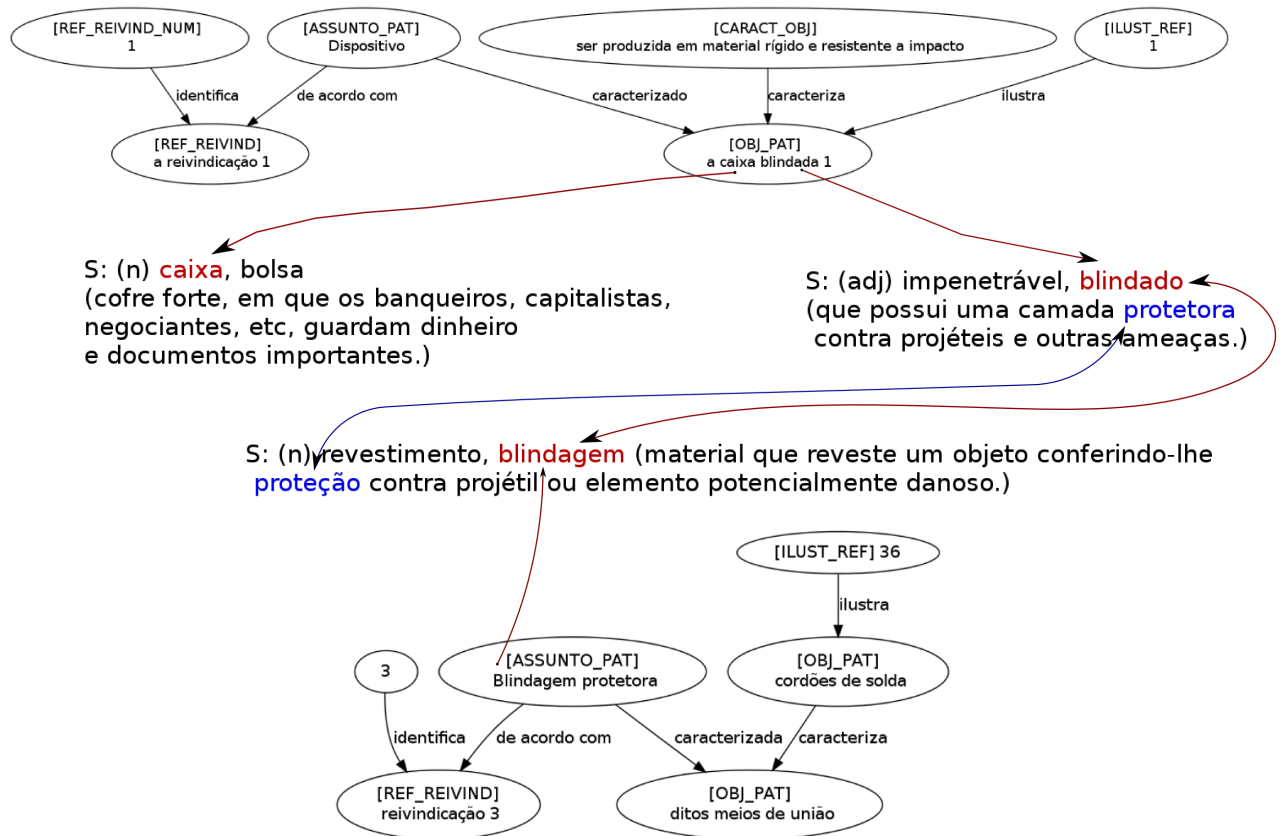 [REF_REIVIND_NUM]
1
[ASSUNTO_PAT]
Dispositivo
[CARACT_OBJ]
ser produzida em material rígido e resistente a impacto
[ILUST_REF]
1
identifica
de acordo com
caracterizado
caracteriza
ilustra
[REF_REIVIND]
a reivindicação 1
[OBJ_PAT]
a caixa blindada 1
S: (n) caixa, bolsa
(cofre forte, em que os banqueiros, capitalistas,
negociantes, etc, guardam dinheiro
e documentos importantes.)
S: (adj) impenetrável, blindado
(que possui uma camada protetora
contra projéteis e outras ameaças.)
S: (n) revestimento, blindagem (material que reveste um objeto conferindo-lhe
proteção contra projétil ou elemento potencialmente danoso.)
[ILUST_REF] 36
ilustra
3
[ASSUNTO_PAT]
Blindagem protetora
[OBJ_PAT]
cordões de solda
identifica
de acordo com
caracterizada
caracteriza
[REF_REIVIND]
reivindicação 3
[OBJ_PAT]
ditos meios de união